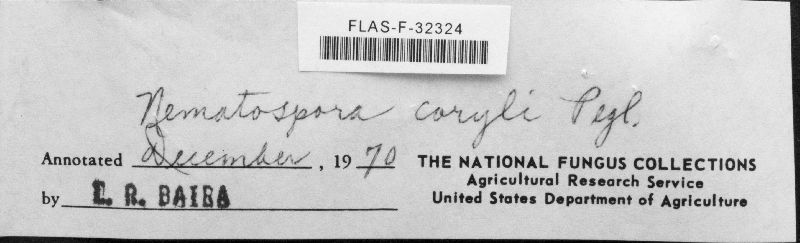 FLAS-F-32324
Nematospora coryli Pegl.
Annotated December, 1970
by E. R. BAIBA
THE NATIONAL FUNGUS COLLECTIONS
Agricultural Research Service
United States Department of Agriculture